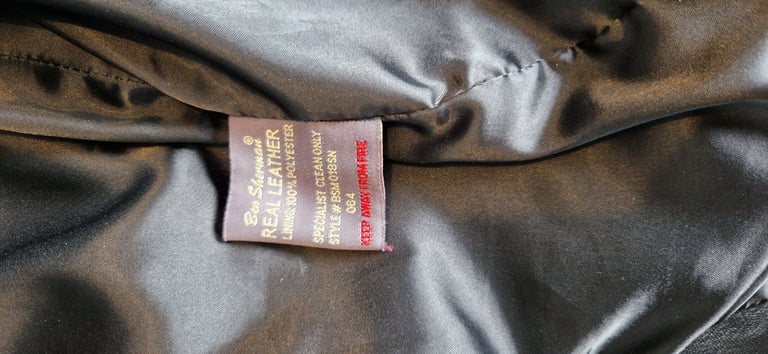 Ben Sherman®
REAL LEATHER
LINING:100% POLYESTER
SPECIALIST CLEAN ONLY
STYLE#BSM018SN
064
KEEP AWAY FROM FIRE